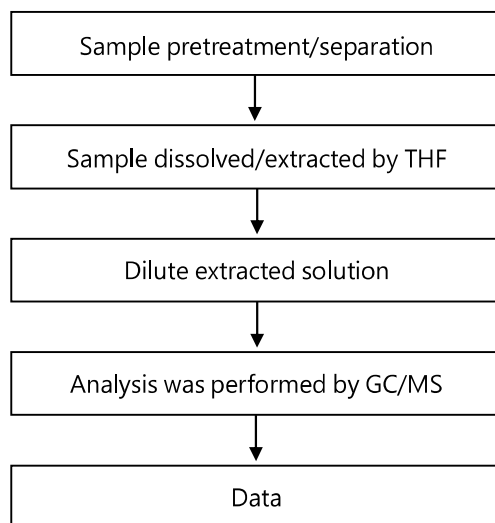 Sample pretreatment/separation
Sample dissolved/extracted by THF
Dilute extracted solution
Analysis was performed by GC/MS
Data